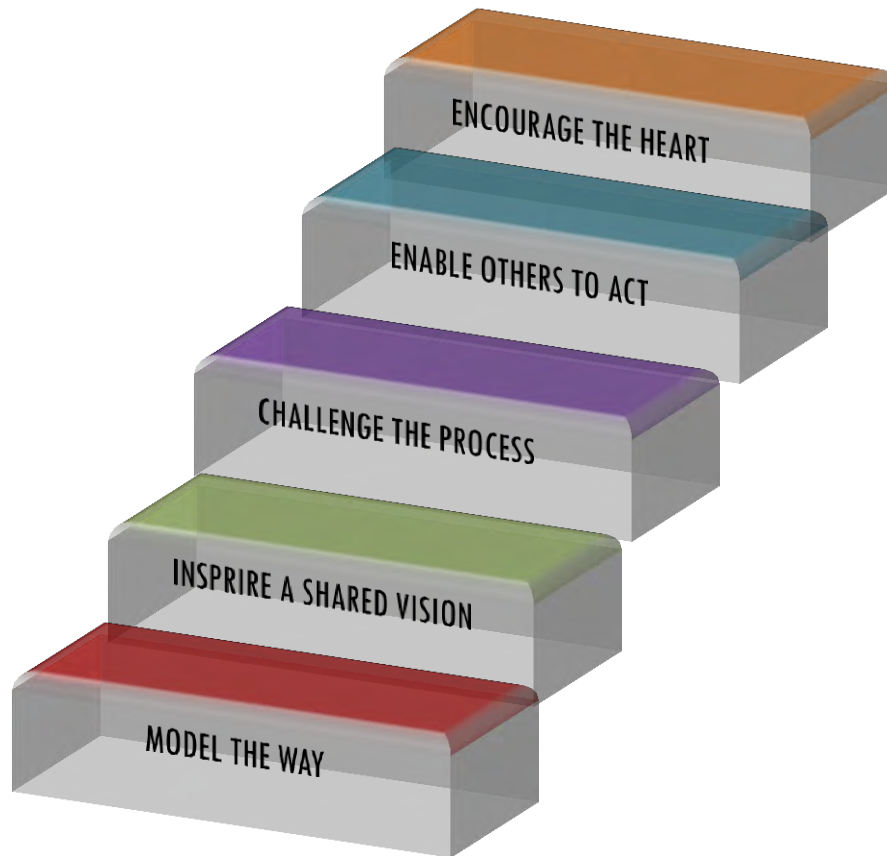 ENCOURAGE THE HEART
ENABLE OTHERS TO ACT
CHALLENGE THE PROCESS
INSPRIRE A SHARED VISION
MODEL THE WAY